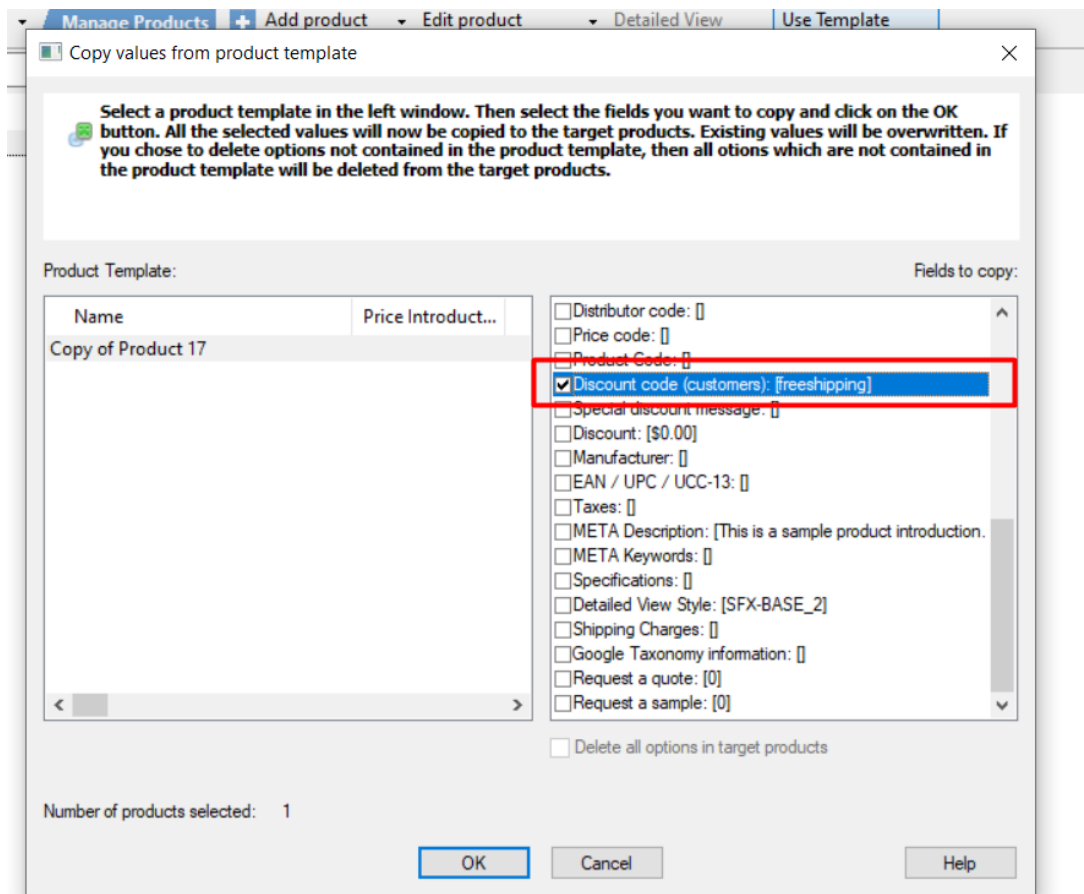 Manage Products
Add product
Edit product
Detailed View
Use Template
Copy values from product template
Select a product template in the left window. Then select the fields you want to copy and click on the OK
button. All the selected values will now be copied to the target products. Existing values will be overwritten. If
you chose to delete options not contained in the product template, then all otions which are not contained in
the product template will be deleted from the target products.
Product Template:
Fields to copy:
Name
Price Introduct...
Copy of Product 17
Distributor code: []
Price code: []
Product Code: []
Discount code (customers): [freeshipping]
Special discount message: []
Discount: [$0.00]
Manufacturer: []
EAN / UPC / UCC-13: []
Taxes: []
META Description: [This is a sample product introduction.
META Keywords: []
Specifications: []
Detailed View Style: [SFX-BASE_2]
Shipping Charges: []
Google Taxonomy information: []
Request a quote: [0]
Request a sample: [0]
Delete all options in target products
Number of products selected: 1
OK
Cancel
Help